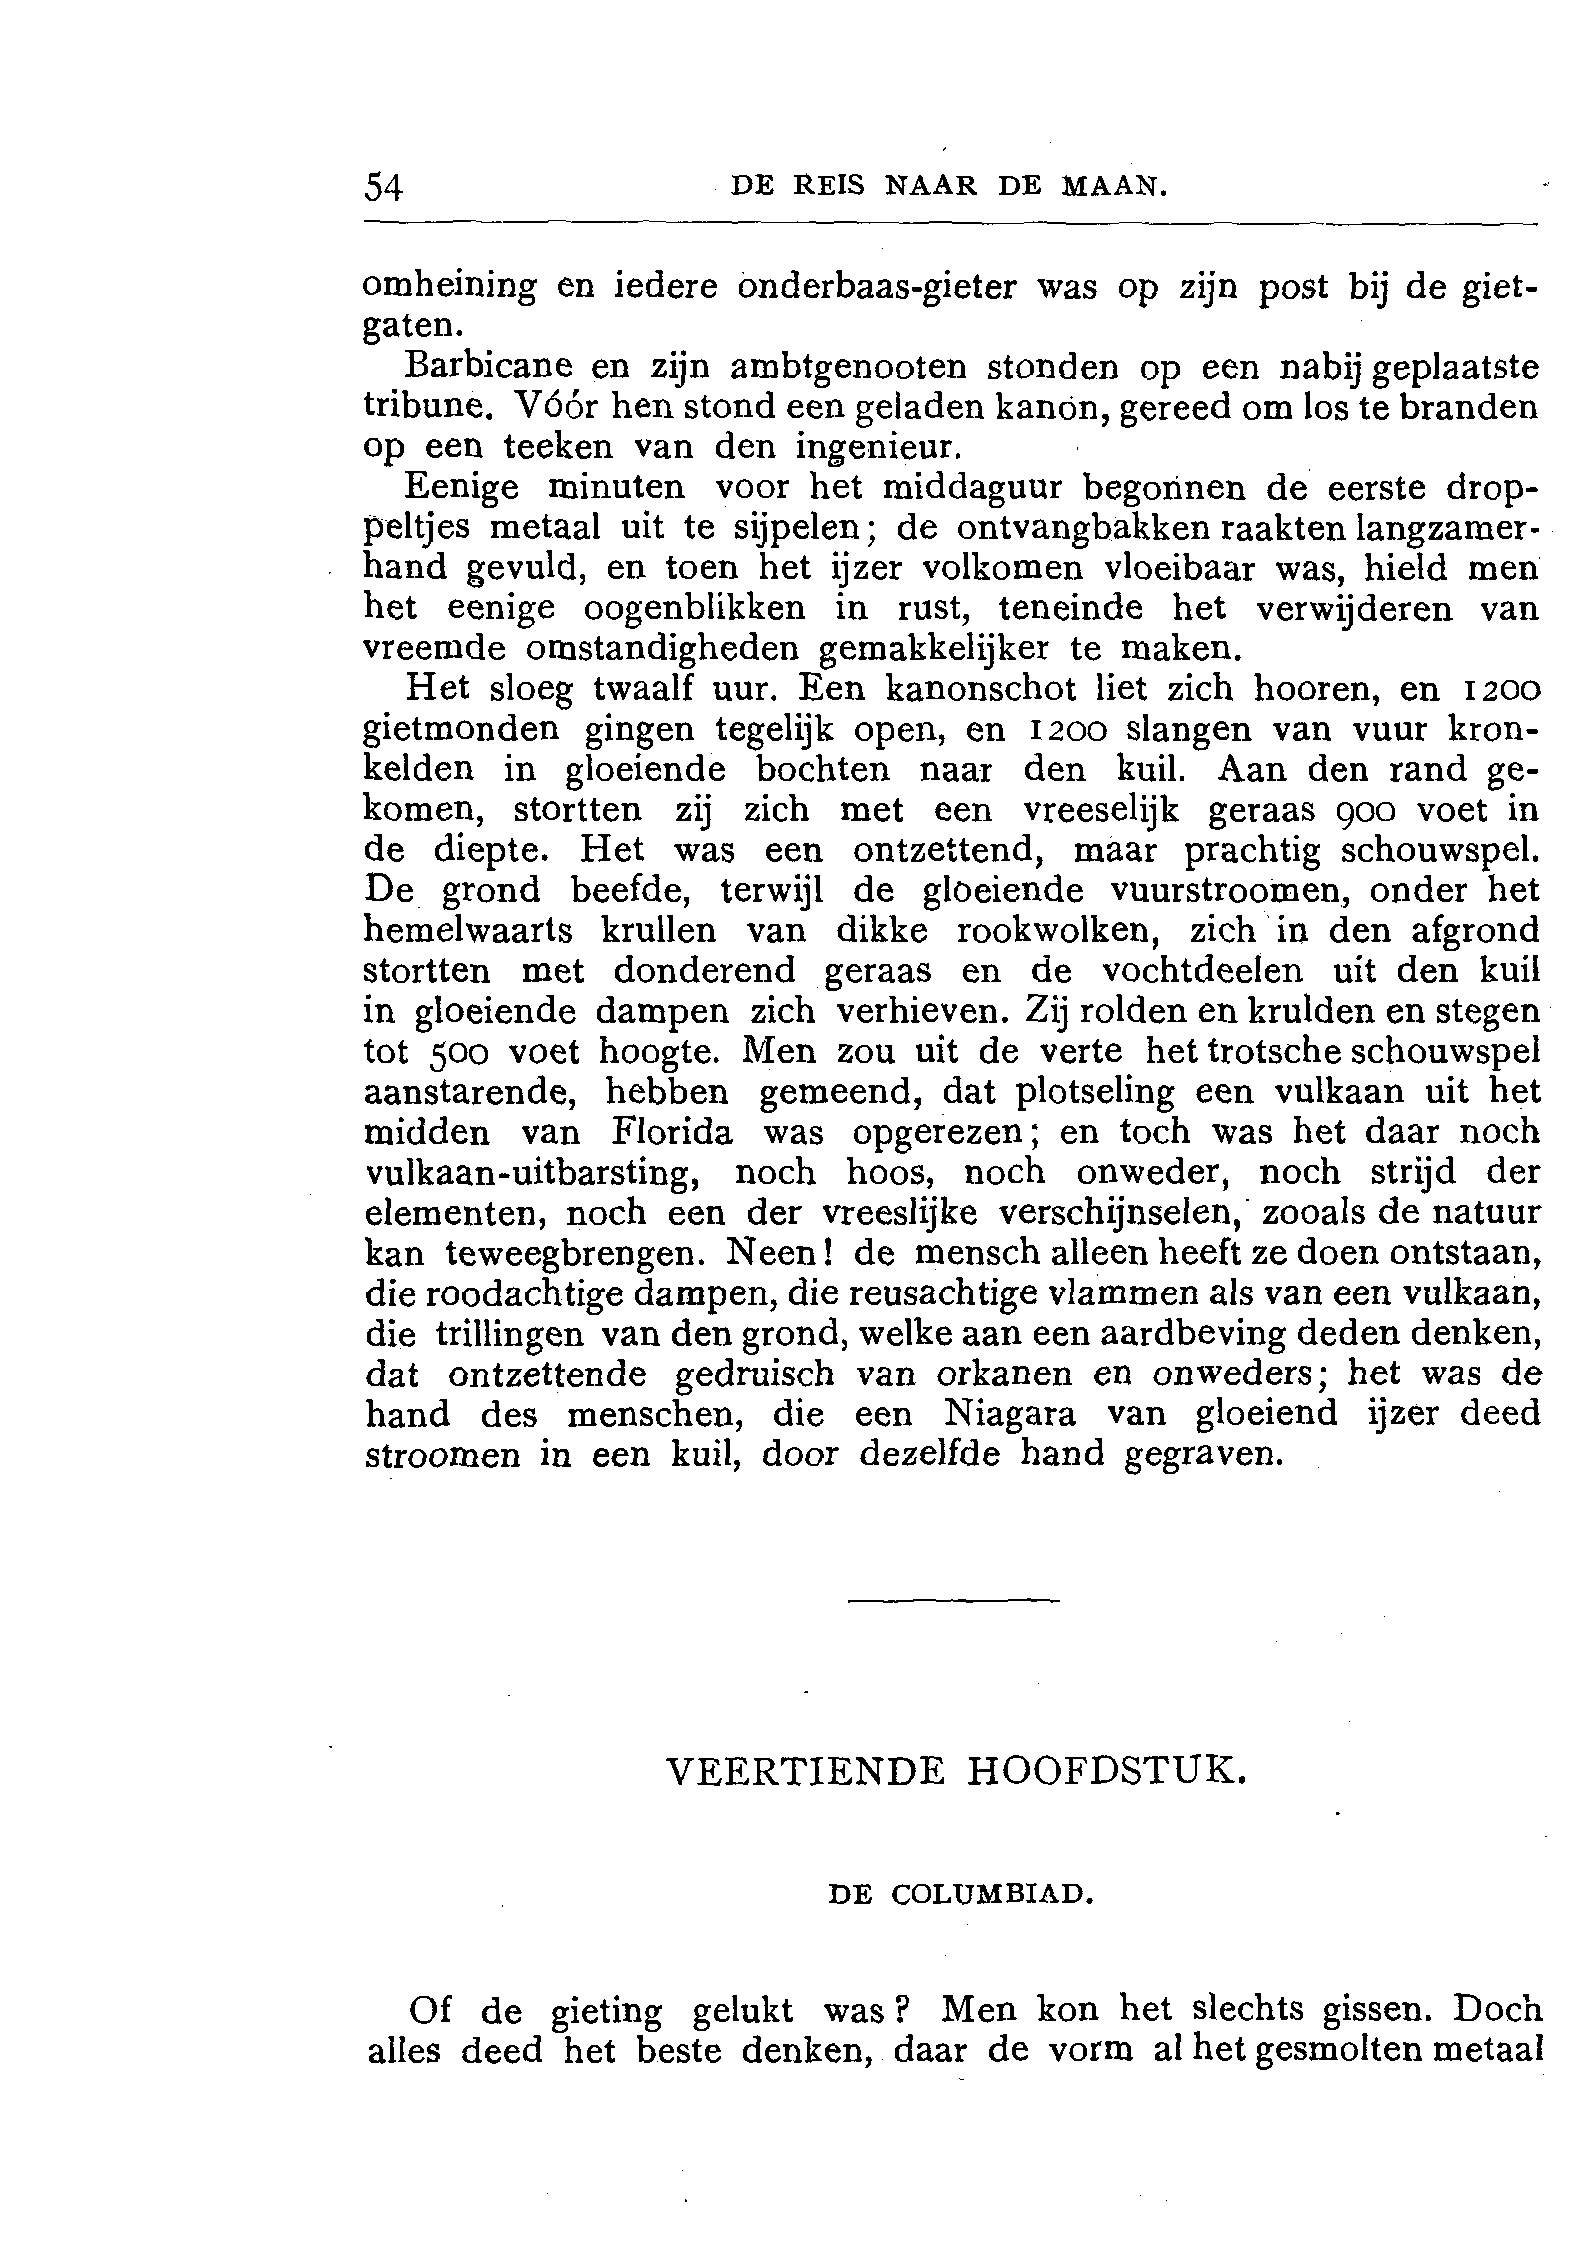 54 DE REIS NAAR DE MAAN.
omheining en iedere onderbaas-gieter was op zijn post bij de giet-
gaten.
Barbicane en zijn ambtgenooten stonden op een nabij geplaatste
tribune. Vóór hen stond een geladen kanon, gereed om los te branden
op een teeken van den ingenieur.
Eenige minuten voor het middaguur begonnen de eerste drop-
peltjes metaal uit te sijpelen; de ontvangbakken raakten langzamer-
hand gevuld, en toen het ijzer volkomen vloeibaar was, hield men
het eenige oogenblikken in rust, teneinde het verwijderen van
vreemde omstandigheden gemakkelijker te maken.
Het sloeg twaalf uur. Een kanonschot liet zich hooren, en 1200
gietmonden gingen tegelijk open, en 1200 slangen van vuur kron-
kelden in gloeiende bochten naar den kuil. Aan den rand ge-
komen, stortten zij zich met een vreeselijk geraas 900 voet in
de diepte. Het was een ontzettend, maar prachtig schouwspel.
De grond beefde, terwijl de gloeiende vuurstroomen, onder het
hemelwaarts krullen van dikke rookwolken, zich in den afgrond
stortten met donderend geraas en de vochtdeelen uit den kuil
in gloeiende dampen zich verhieven. Zij rolden en krulden en stegen
tot 500 voet hoogte. Men zou uit de verte het trotsche schouwspel
aanstarende, hebben gemeend, dat plotseling een vulkaan uit het
midden van Florida was opgerezen; en toch was het daar noch
vulkaan-uitbarsting, noch hoos, noch onweder, noch strijd der
elementen, noch een der vreeslijke verschijnselen, zooals de natuur
kan teweegbrengen. Neen! de mensch alleen heeft ze doen ontstaan,
die roodachtige dampen, die reusachtige vlammen als van een vulkaan,
die trillingen van den grond, welke aan een aardbeving deden denken,
dat ontzettende gedruisch van orkanen en onweders; het was de
hand des menschen, die een Niagara van gloeiend ijzer deed
stroomen in een kuil, door dezelfde hand gegraven.
VEERTIENDE HOOFDSTUK.
DE COLUMBIAD.
Of de gieting gelukt was? Men kon het slechts gissen. Doch
alles deed het beste denken, daar de vorm al het gesmolten metaal